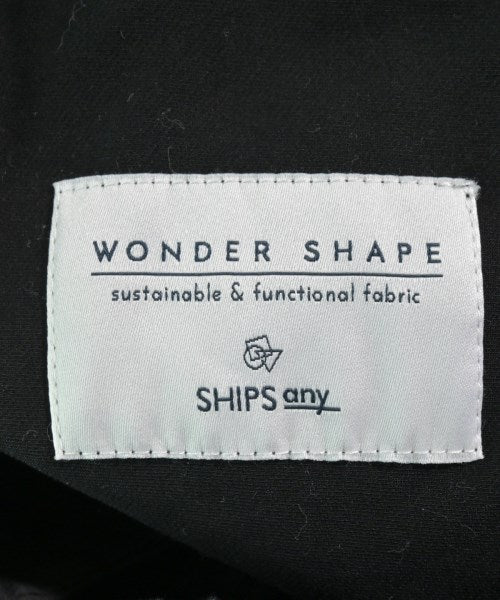 WONDER SHAPE
sustainable & functional fabric
SHIPS any